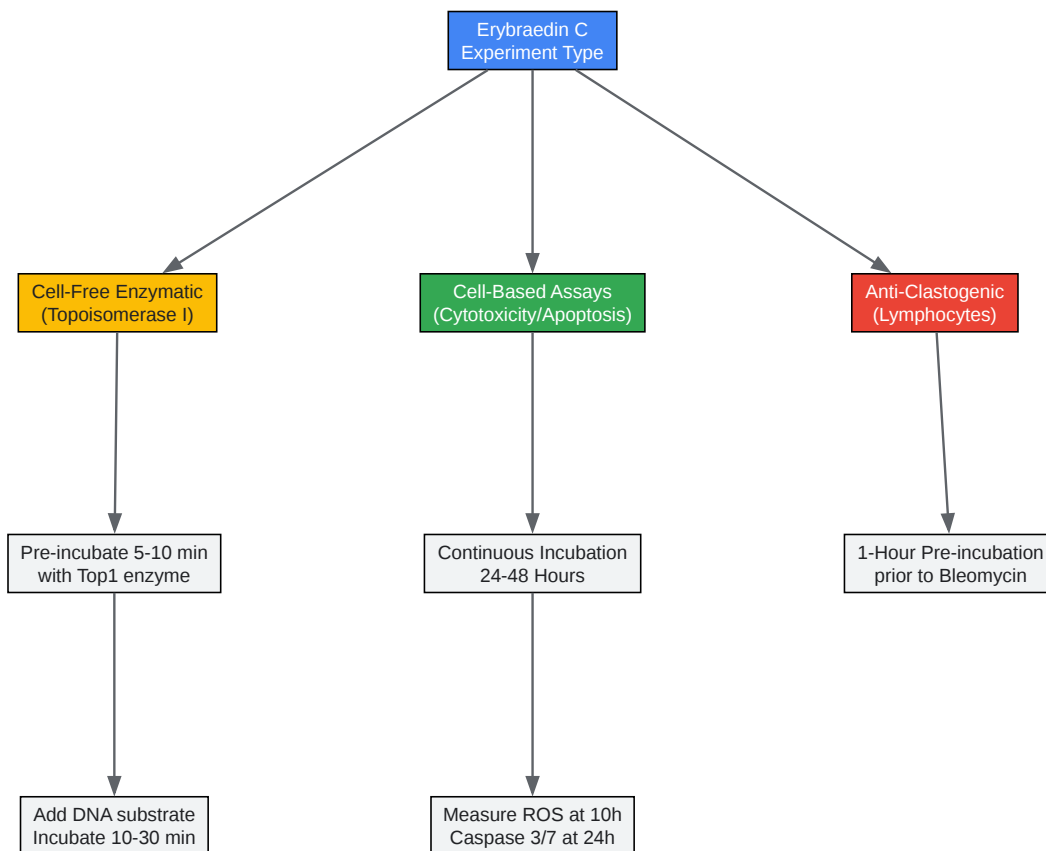 Erybraedin C
Experiment Type
Cell-Free Enzymatic
(Topoisomerase I)
Cell-Based Assays
(Cytotoxicity/Apoptosis)
Anti-Clastogenic
(Lymphocytes)
Pre-incubate 5-10 min
with Top1 enzyme
Continuous Incubation
24-48 Hours
1-Hour Pre-incubation
prior to Bleomycin
Add DNA substrate
Incubate 10-30 min
Measure ROS at 10h
Caspase 3/7 at 24h